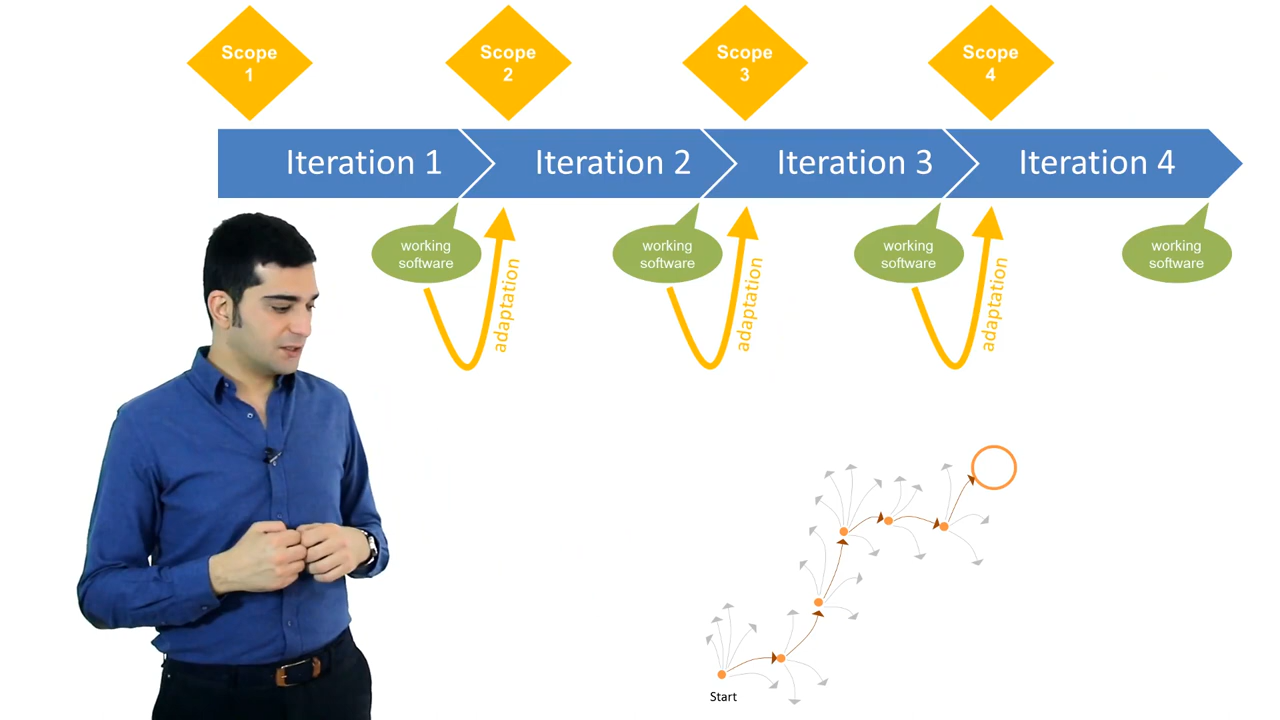 Scope
1
Scope
2
Scope
3
Scope
4
Iteration 1
Iteration 2
Iteration 3
Iteration 4
working
software
working
software
working
software
working
software
adaptation
adaptation
adaptation
Start